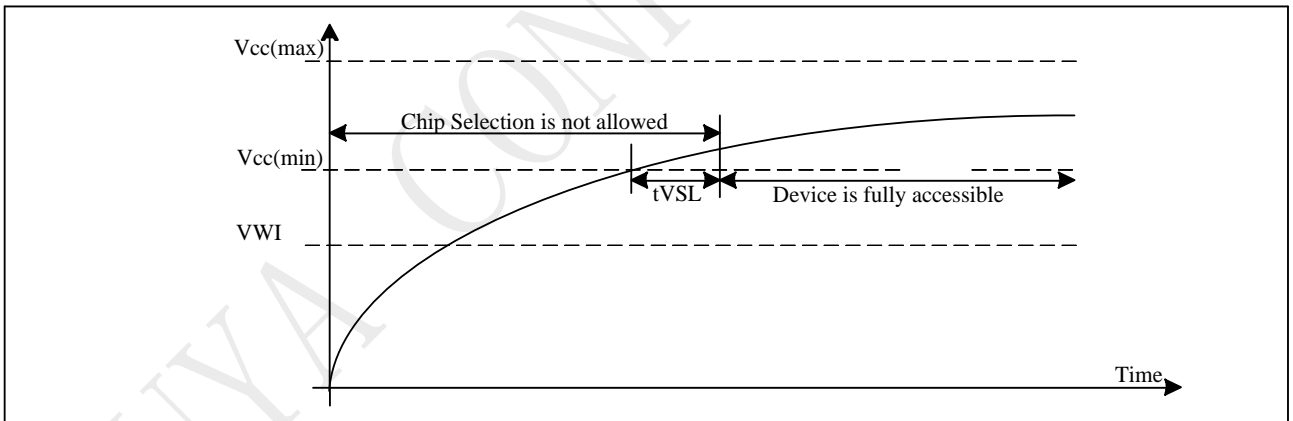 Vcc(max)
Chip Selection is not allowed
Vcc(min)
tVSL
Device is fully accessible
VWI
Time